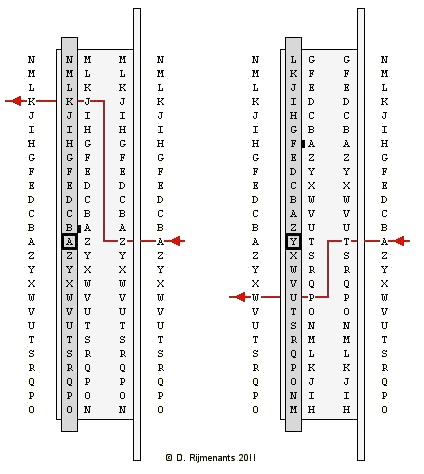 N N M M N N L G G N
M M L L M M K F F M
L L K K L L J E E L
K K J J K K I D D K
J J I I J J H C C J
I I H H I I G B B I
H H G G H H F A A H
G G F F G G E Z Z G
F F E E F F D Y Y F
E E D D E E C X X E
D D C C D D B W W D
C C B B C C A V V C
B B A A B B Z U U B
A A Z Z A A Y T T A
Z Z Y Y Z Z X S S Z
Y Y X X Y Y W R R Y
X X W W X X V Q Q X
W W V V W W U P P W
V V U U V V T O O V
U U T T U U S N N U
T T S S T T R M M T
S S R R S S Q L L S
R R Q Q R R P K K R
Q Q P P Q Q O J J Q
P P O O P P N I I P
O O N N O O M H H O
© D. Rijmenants 2011